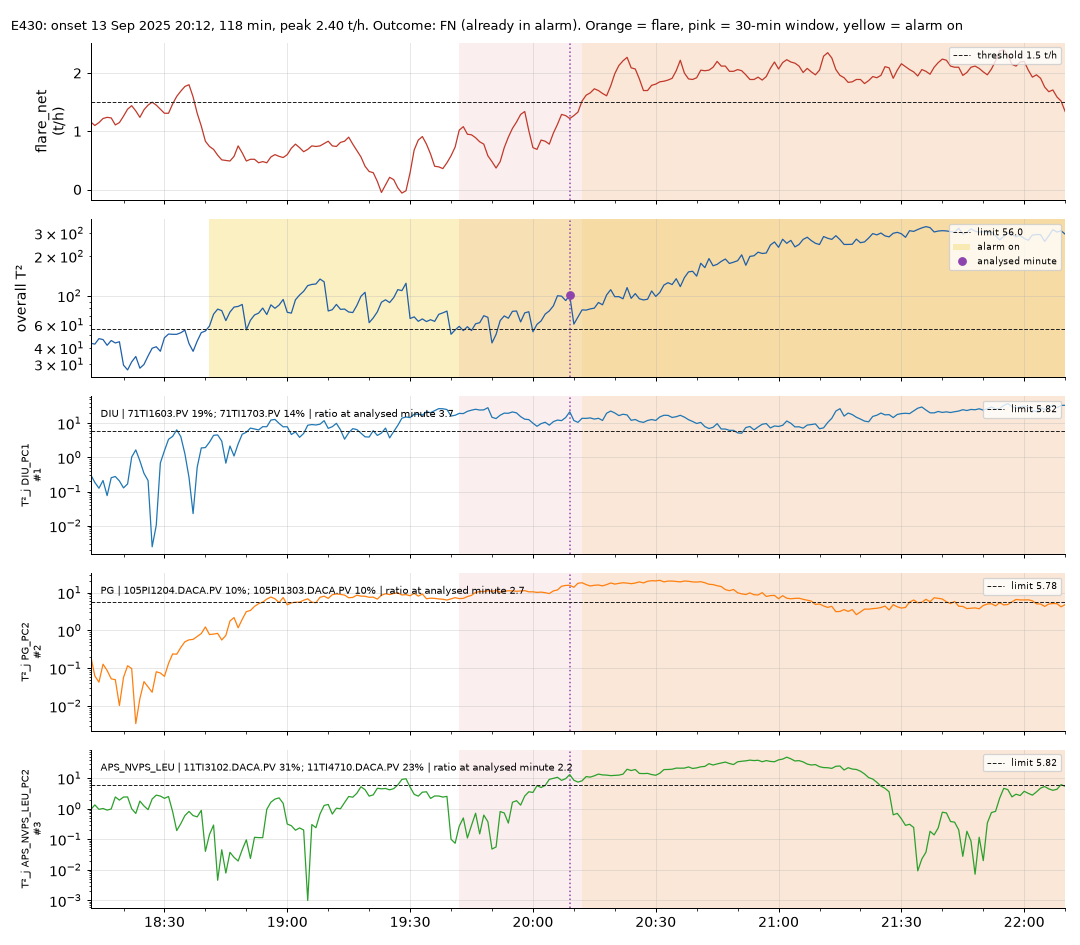 E430: onset 13 Sep 2025 20:12, 118 min, peak 2.40 t/h. Outcome: FN (already in alarm). Orange = flare, pink = 30-min window, yellow = alarm on
threshold 1.5 t/h
flare_net
(t/h)
2
1
0
limit 56.0
alarm on
analysed minute
overall T²
3 × 10²
2 × 10²
10²
6 × 10¹
4 × 10¹
3 × 10¹
DIU | 71TI1603.PV 19%; 71TI1703.PV 14% | ratio at analysed minute 3.7
limit 5.82
T²_j DIU_PC1
#1
10¹
10⁰
10⁻¹
10⁻²
PG | 105PI1204.DACA.PV 10%; 105PI1303.DACA.PV 10% | ratio at analysed minute 2.7
limit 5.78
T²_j PG_PC2
#2
10¹
10⁰
10⁻¹
10⁻²
APS_NVPS_LEU | 11TI3102.DACA.PV 31%; 11TI4710.DACA.PV 23% | ratio at analysed minute 2.2
limit 5.82
T²_j APS_NVPS_LEU_PC2
#3
10¹
10⁰
10⁻¹
10⁻²
10⁻³
18:30 19:00 19:30 20:00 20:30 21:00 21:30 22:00